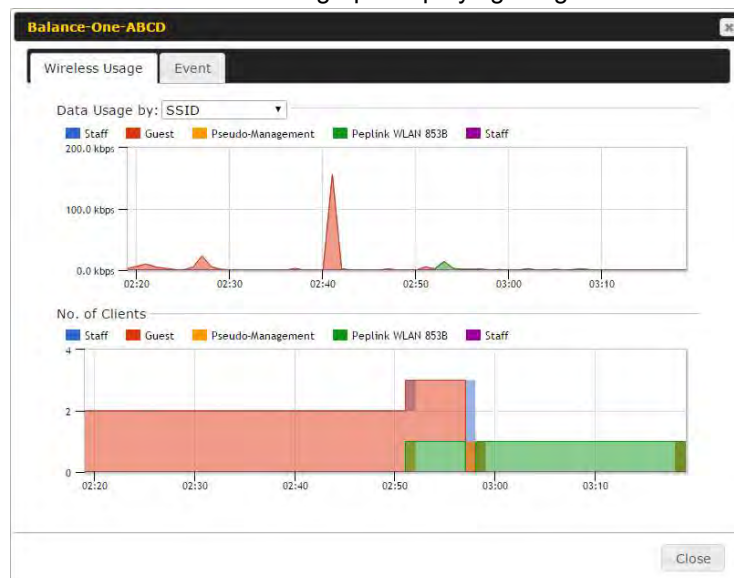 Balance-One-ABCD
Wireless Usage Event
Data Usage by: SSID
Staff Guest Pseudo-Management Peplink WLAN 853B Staff
200.0 kbps
100.0 kbps
0.0 kbps
02:20 02:30 02:40 02:50 03:00 03:10
No. of Clients
Staff Guest Pseudo-Management Peplink WLAN 853B Staff
4
2
0
02:20 02:30 02:40 02:50 03:00 03:10
Close